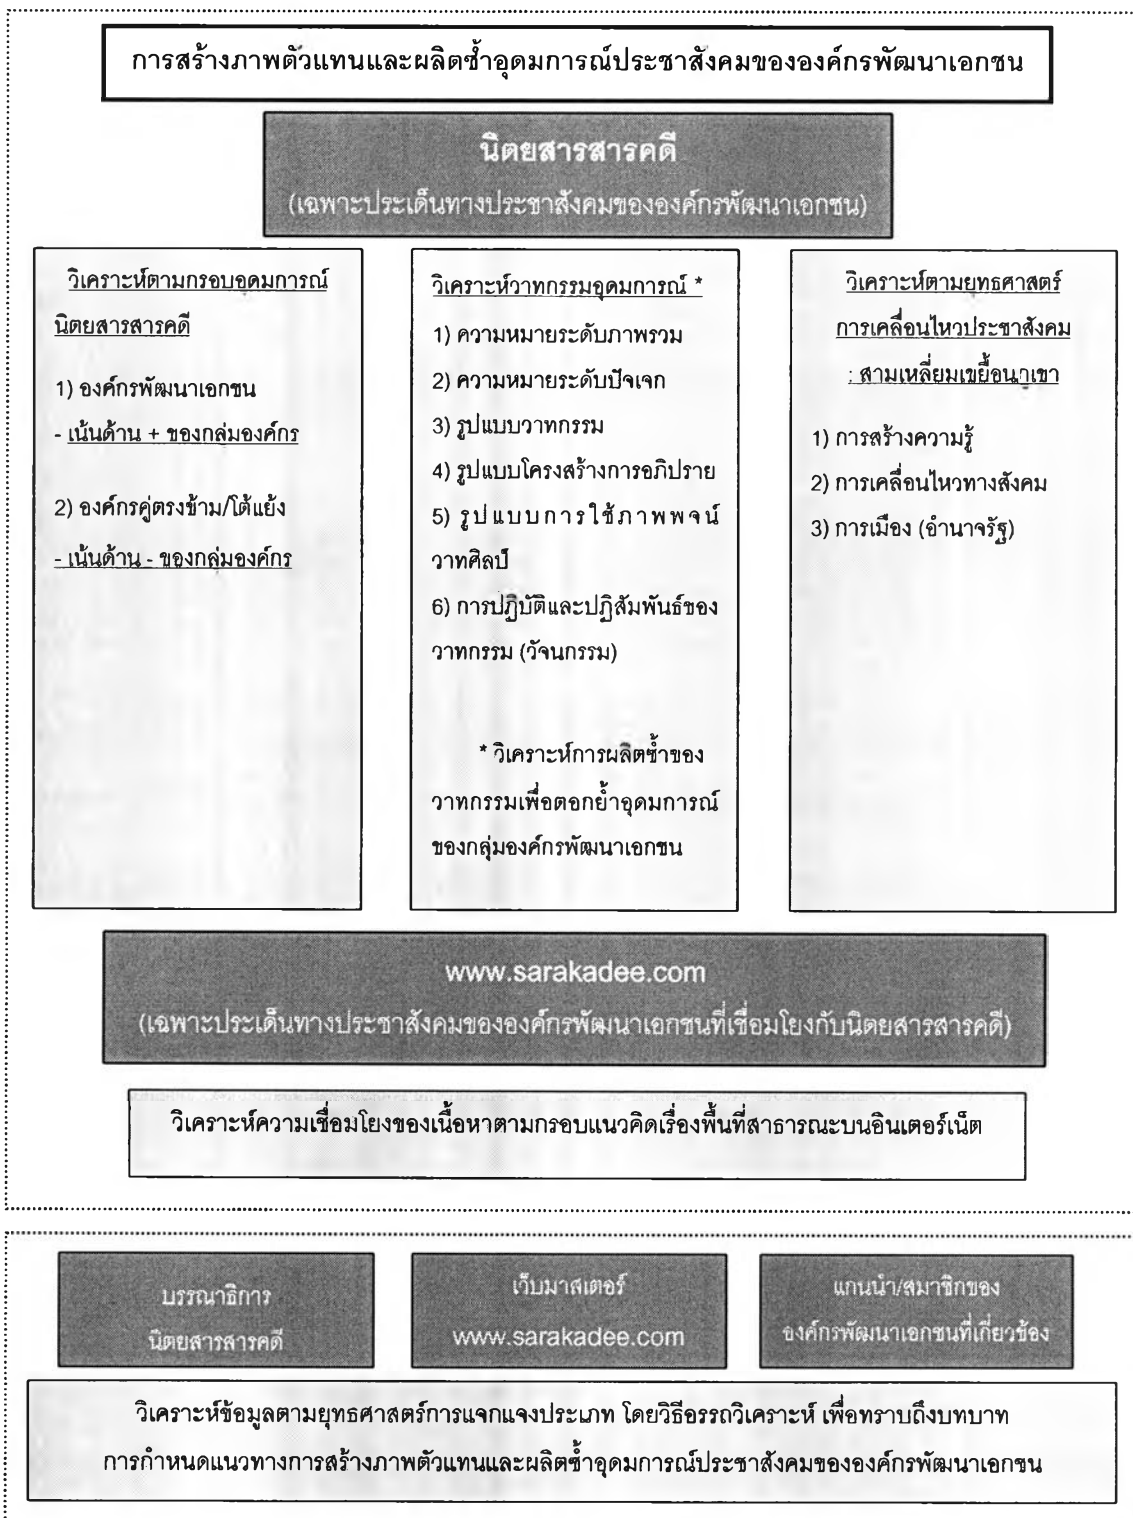 การสร้างภาพตัวแทนและผลิตซ้ำอุดมการณ์ประชาสังคมขององค์กรพัฒนาเอกชน
นิตยสารสารคดี
(เฉพาะประเด็นทางประชาสังคมขององค์กรพัฒนาเอกชน)
วิเคราะห์ตามกรอบอุดมการณ์
นิตยสารสารคดี
1) องค์กรพัฒนาเอกชน
- เน้นด้าน + ของกลุ่มองค์กร
2) องค์กรคู่ตรงข้าม/โต้แย้ง
- เน้นด้าน - ของกลุ่มองค์กร
วิเคราะห์วาทกรรมอุดมการณ์ *
1) ความหมายระดับภาพรวม
2) ความหมายระดับปัจเจก
3) รูปแบบวาทกรรม
4) รูปแบบโครงสร้างการอภิปราย
5) รูปแบบการใช้ภาพพจน์
วาทศิลป์
6) การปฏิบัติและปฏิสัมพันธ์ของ
วาทกรรม (วัจนกรรม)
* วิเคราะห์การผลิตซ้ำของ
วาทกรรมเพื่อตอกย้ำอุดมการณ์
ของกลุ่มองค์กรพัฒนาเอกชน
วิเคราะห์ตามยุทธศาสตร์
การเคลื่อนไหวประชาสังคม
: สามเหลี่ยมเขยื้อนภูเขา
1) การสร้างความรู้
2) การเคลื่อนไหวทางสังคม
3) การเมือง (อำนาจรัฐ)
www.sarakadee.com
(เฉพาะประเด็นทางประชาสังคมขององค์กรพัฒนาเอกชนที่เชื่อมโยงกับนิตยสารสารคดี)
วิเคราะห์ความเชื่อมโยงของเนื้อหาตามกรอบแนวคิดเรื่องพื้นที่สาธารณะบนอินเตอร์เน็ต
บรรณาธิการ
นิตยสารสารคดี
เว็บมาสเตอร์
www.sarakadee.com
แกนนำ/สมาชิกของ
องค์กรพัฒนาเอกชนที่เกี่ยวข้อง
วิเคราะห์ข้อมูลตามยุทธศาสตร์การแจกแจงประเภท โดยวิธีอรรถวิเคราะห์ เพื่อทราบถึงบทบาท
การกำหนดแนวทางการสร้างภาพตัวแทนและผลิตซ้ำอุดมการณ์ประชาสังคมขององค์กรพัฒนาเอกชน